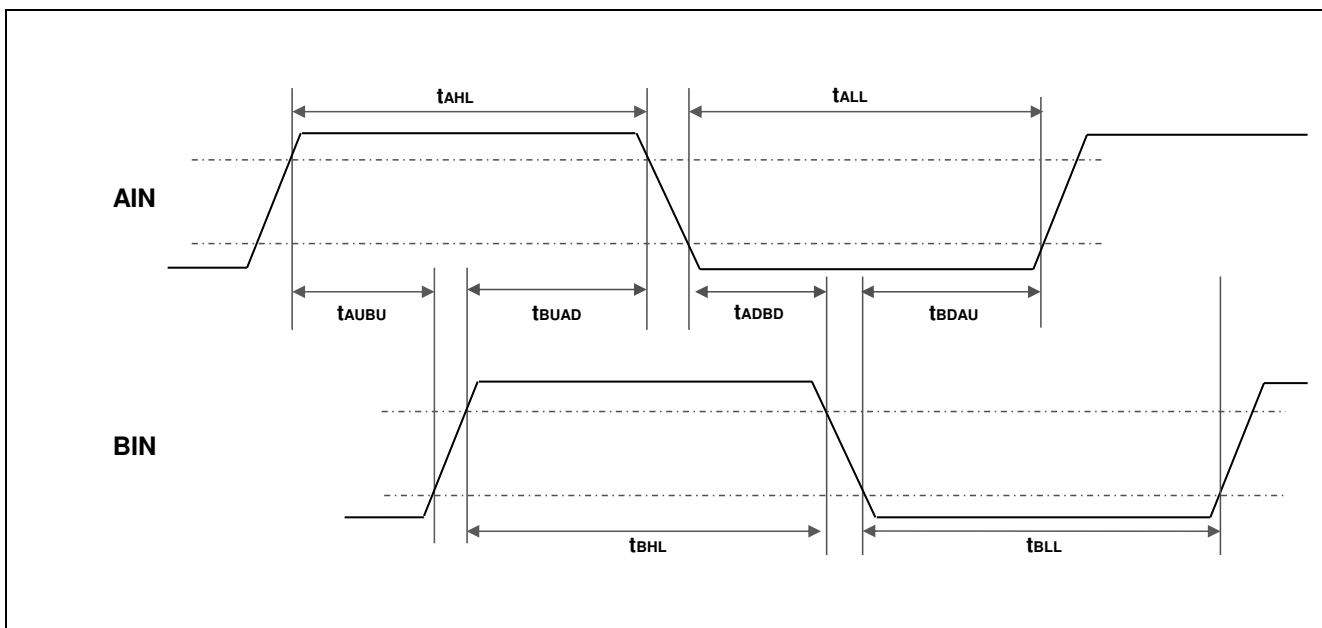 tAHL tALL
AIN
tAUBU tBUAD tADBD tBDAU
BIN
tBHL tBLL